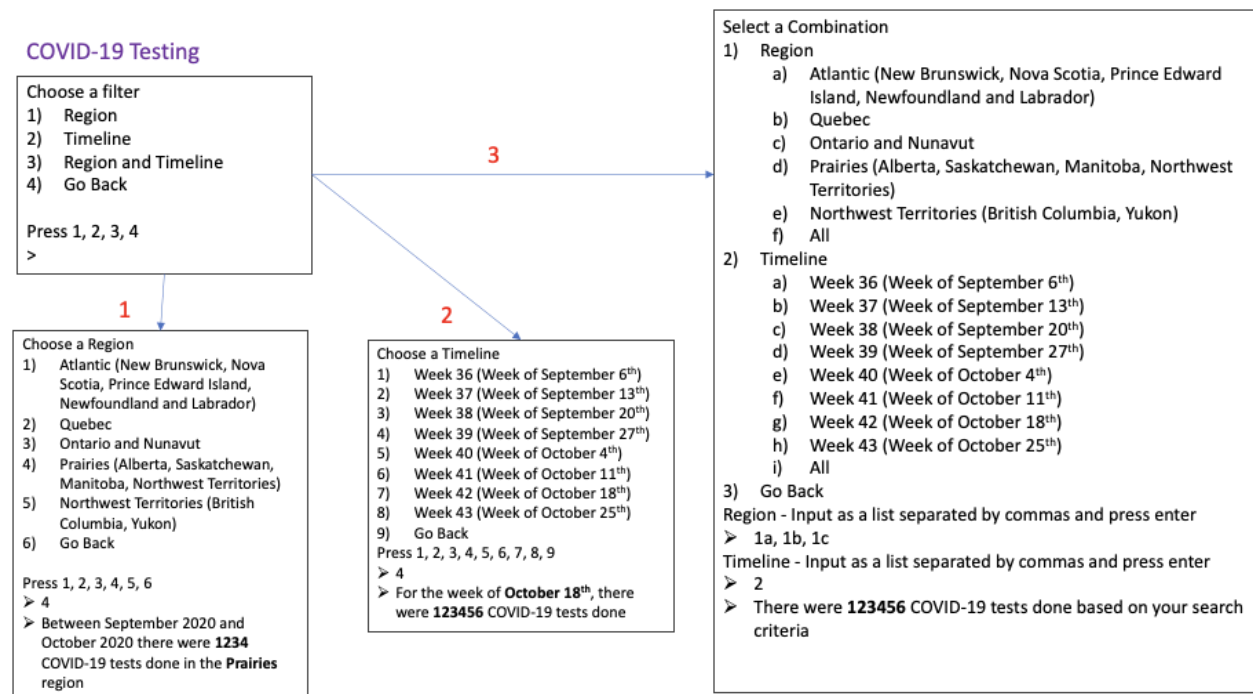 COVID-19 Testing
Choose a filter
1) Region
2) Timeline
3) Region and Timeline
4) Go Back
Press 1, 2, 3, 4
>
1
2
3
Choose a Region
1) Atlantic (New Brunswick, Nova
Scotia, Prince Edward Island,
Newfoundland and Labrador)
2) Quebec
3) Ontario and Nunavut
4) Prairies (Alberta, Saskatchewan,
Manitoba, Northwest Territories)
5) Northwest Territories (British
Columbia, Yukon)
6) Go Back
Press 1, 2, 3, 4, 5, 6
➢ 4
➢ Between September 2020 and
October 2020 there were 1234
COVID-19 tests done in the Prairies
region
Choose a Timeline
1) Week 36 (Week of September 6th)
2) Week 37 (Week of September 13th)
3) Week 38 (Week of September 20th)
4) Week 39 (Week of September 27th)
5) Week 40 (Week of October 4th)
6) Week 41 (Week of October 11th)
7) Week 42 (Week of October 18th)
8) Week 43 (Week of October 25th)
9) Go Back
Press 1, 2, 3, 4, 5, 6, 7, 8, 9
➢ 4
➢ For the week of October 18th, there
were 123456 COVID-19 tests done
Select a Combination
1) Region
a) Atlantic (New Brunswick, Nova Scotia, Prince Edward
Island, Newfoundland and Labrador)
b) Quebec
c) Ontario and Nunavut
d) Prairies (Alberta, Saskatchewan, Manitoba, Northwest
Territories)
e) Northwest Territories (British Columbia, Yukon)
f) All
2) Timeline
a) Week 36 (Week of September 6th)
b) Week 37 (Week of September 13th)
c) Week 38 (Week of September 20th)
d) Week 39 (Week of September 27th)
e) Week 40 (Week of October 4th)
f) Week 41 (Week of October 11th)
g) Week 42 (Week of October 18th)
h) Week 43 (Week of October 25th)
i) All
3) Go Back
Region - Input as a list separated by commas and press enter
➢ 1a, 1b, 1c
Timeline - Input as a list separated by commas and press enter
➢ 2
➢ There were 123456 COVID-19 tests done based on your search
criteria